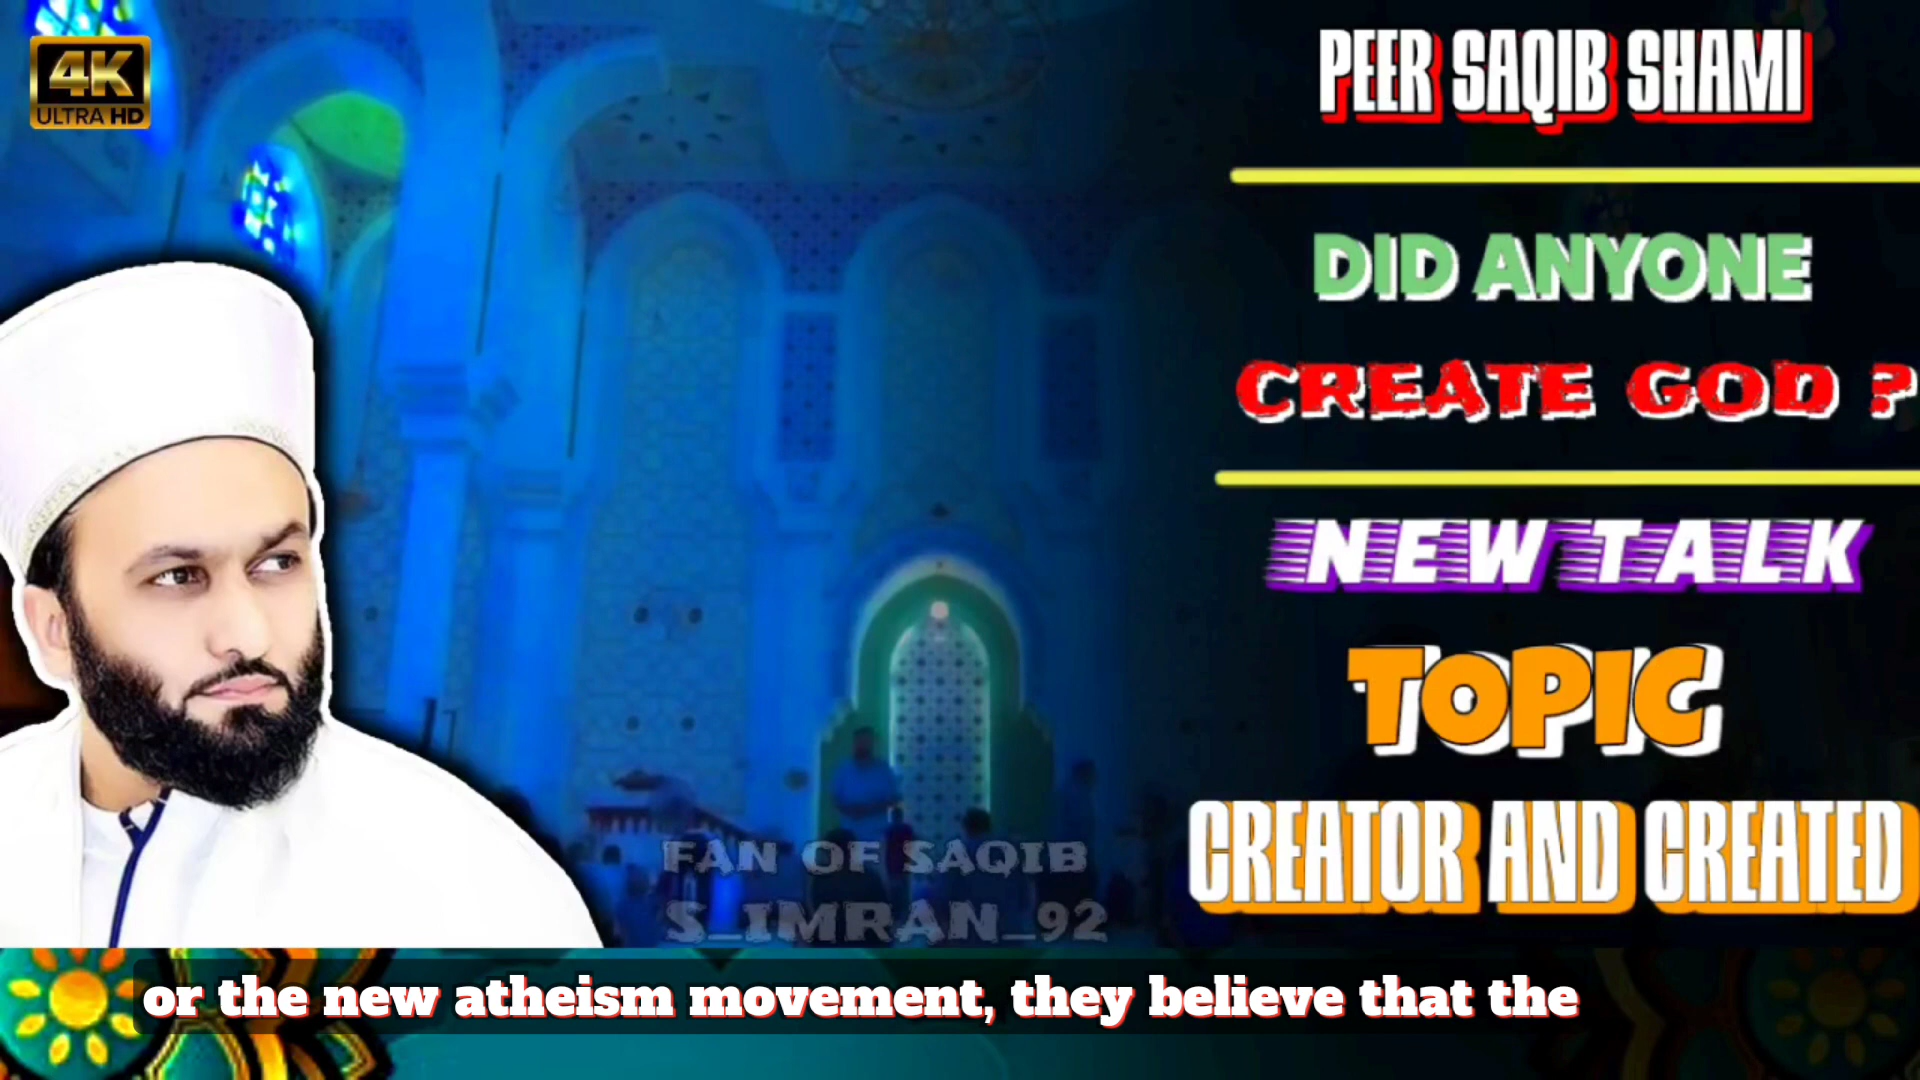 4K
ULTRA HD
PEER SAQIB SHAMI
DID ANYONE
CREATE GOD ?
NEW TALK
TOPIC
CREATOR AND CREATED
FAN OF SAQIB
S_IMRAN_92
or the new atheism movement, they believe that the